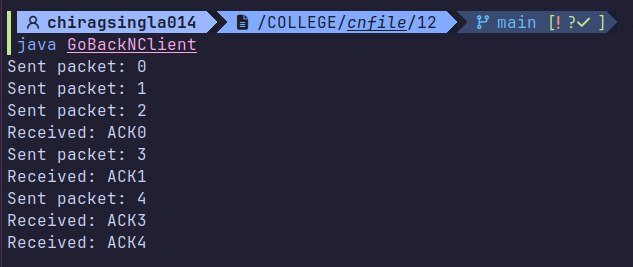 chiragsingla014 /COLLEGE/cnfile/12 main [!?✓]
java GoBackNClient
Sent packet: 0
Sent packet: 1
Sent packet: 2
Received: ACK0
Sent packet: 3
Received: ACK1
Sent packet: 4
Received: ACK3
Received: ACK4